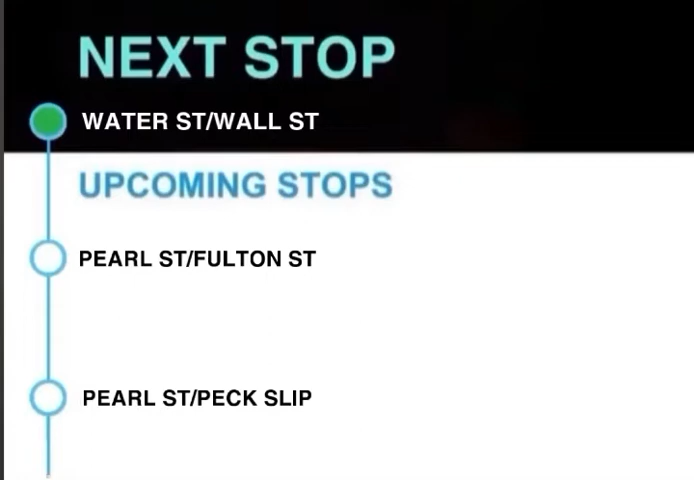 NEXT STOP
WATER ST/WALL ST
UPCOMING STOPS
PEARL ST/FULTON ST
PEARL ST/PECK SLIP